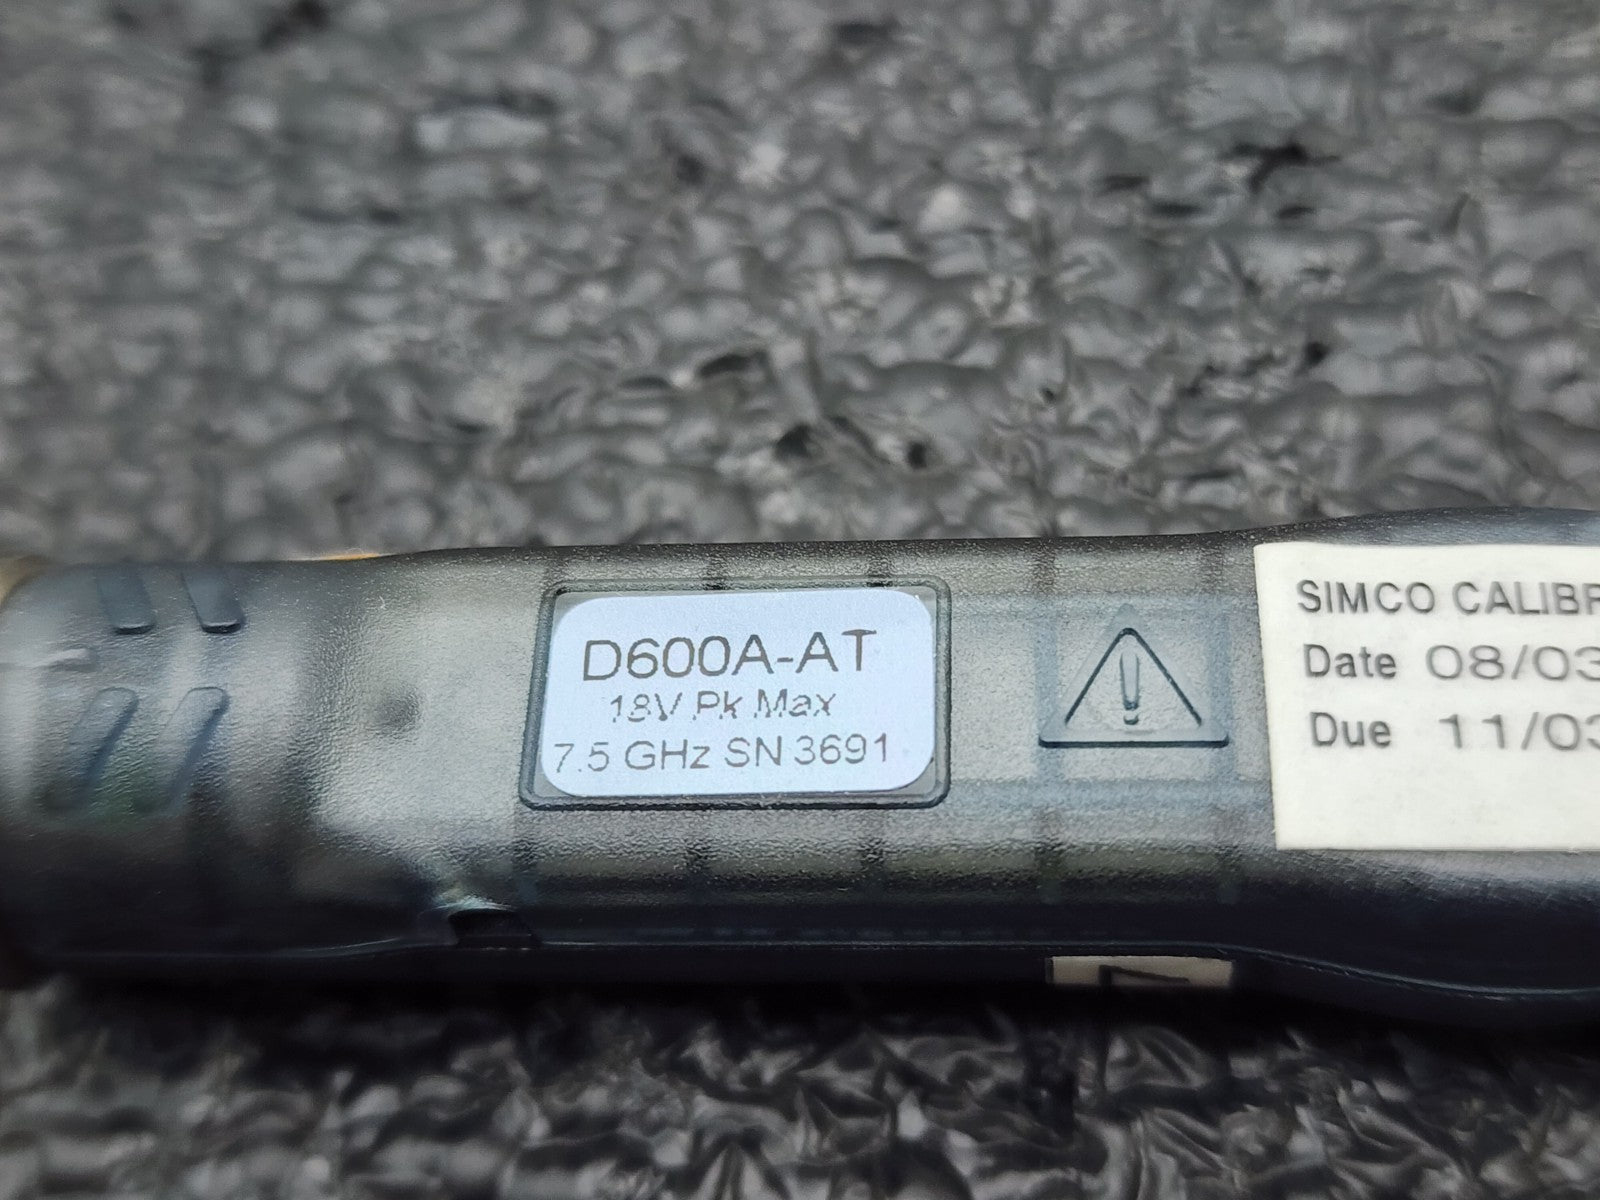 D600A-AT
18V Pk Max
7.5 GHz SN 3691
SIMCO CALIBR
Date 08/03
Due 11/03